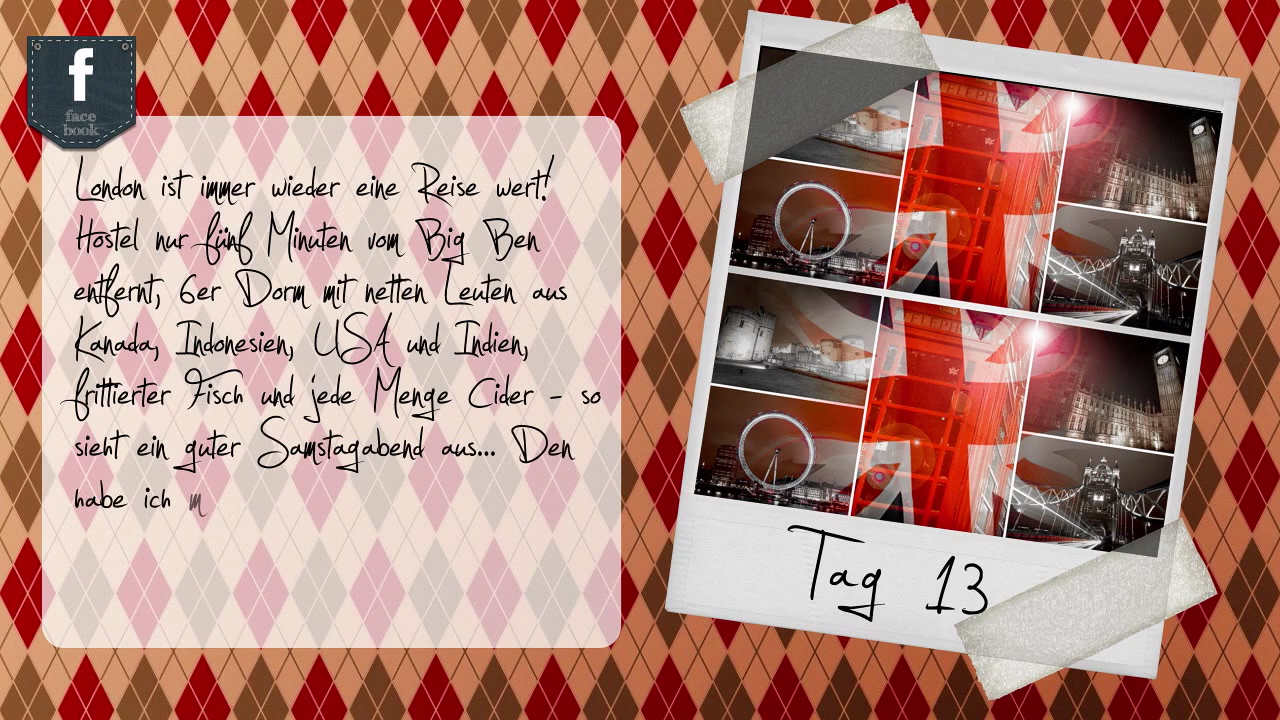 f
face
book
London ist immer wieder eine Reise wert!
Hostel nur fünf Minuten vom Big Ben
entfernt, 6er Dorm mit netten Leuten aus
Kanada, Indonesien, USA und Indien,
frittierter Fisch und jede Menge Cider - so
sieht ein guter Samstagabend aus... Den
habe ich m
TELEPHONE
TELEPHONE
Tag 13